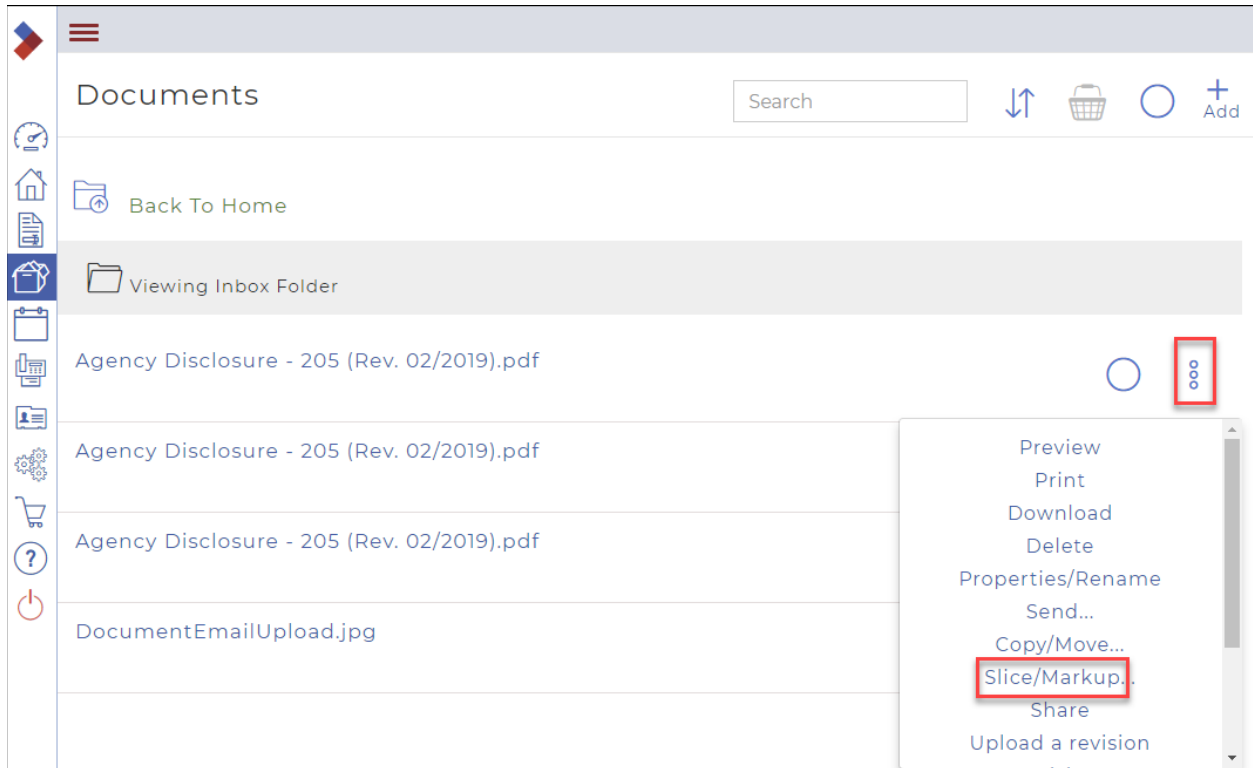 Documents
Search
Add
Back To Home
Viewing Inbox Folder
Agency Disclosure - 205 (Rev. 02/2019).pdf
Agency Disclosure - 205 (Rev. 02/2019).pdf
Agency Disclosure - 205 (Rev. 02/2019).pdf
DocumentEmailUpload.jpg
Preview
Print
Download
Delete
Properties/Rename
Send...
Copy/Move...
Slice/Markup...
Share
Upload a revision